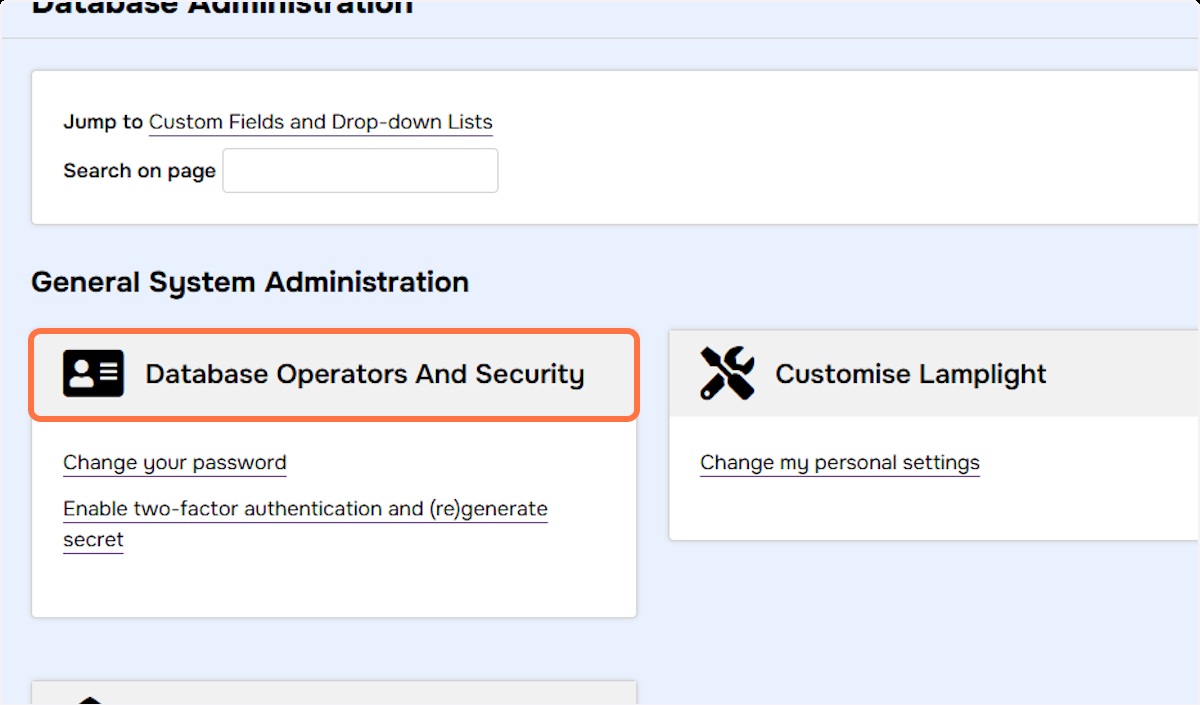 Database Administration
Jump to Custom Fields and Drop-down Lists
Search on page
General System Administration
Database Operators And Security
Customise Lamplight
Change your password
Change my personal settings
Enable two-factor authentication and (re)generate
secret